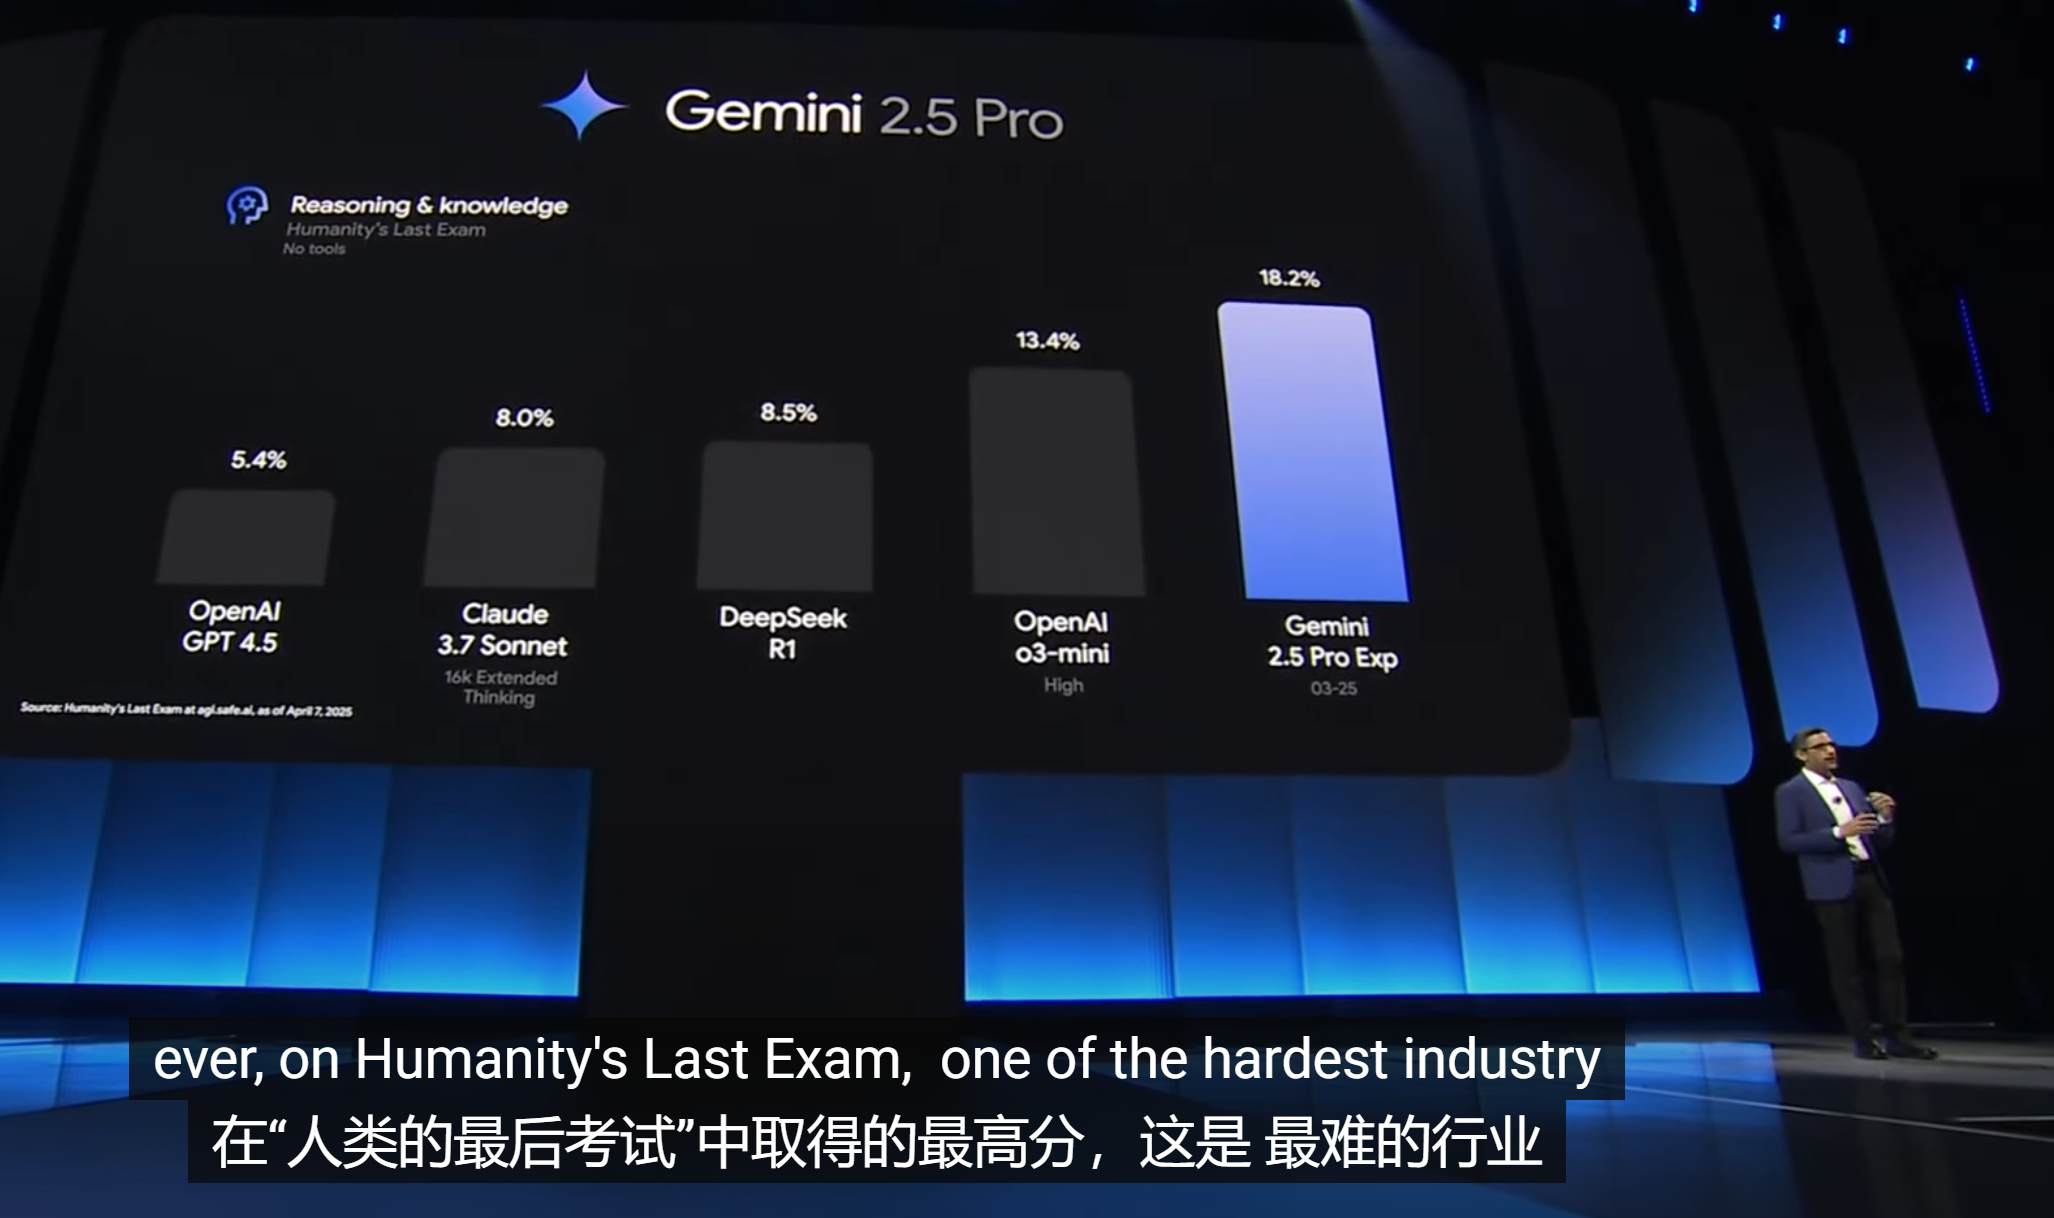 Gemini 2.5 Pro
Reasoning & knowledge
Humanity's Last Exam
No tools
5.4%
8.0%
8.5%
13.4%
18.2%
OpenAI
GPT 4.5
Claude
3.7 Sonnet
16k Extended
Thinking
DeepSeek
R1
OpenAI
o3-mini
High
Gemini
2.5 Pro Exp
03-25
Source: Humanity's Last Exam at agi.safe.ai, as of April 7, 2025
ever, on Humanity's Last Exam, one of the hardest industry
在“人类的最后考试”中取得的最高分，这是 最难的行业